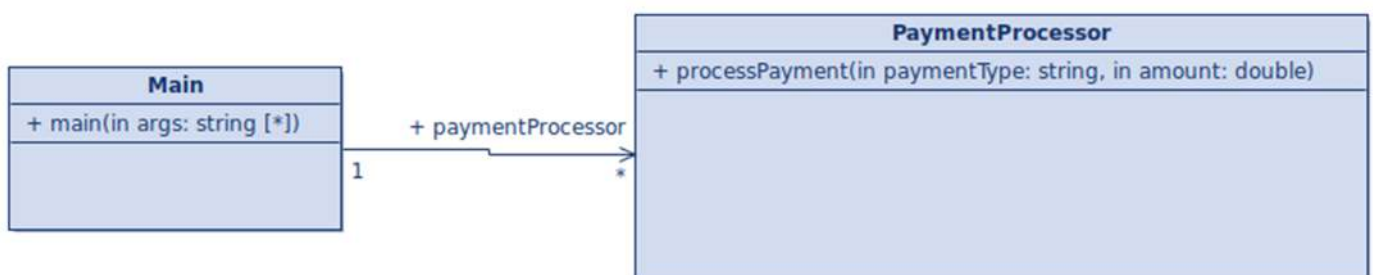 Main
+ main(in args: string [*])
+ paymentProcessor
1
*
PaymentProcessor
+ processPayment(in paymentType: string, in amount: double)